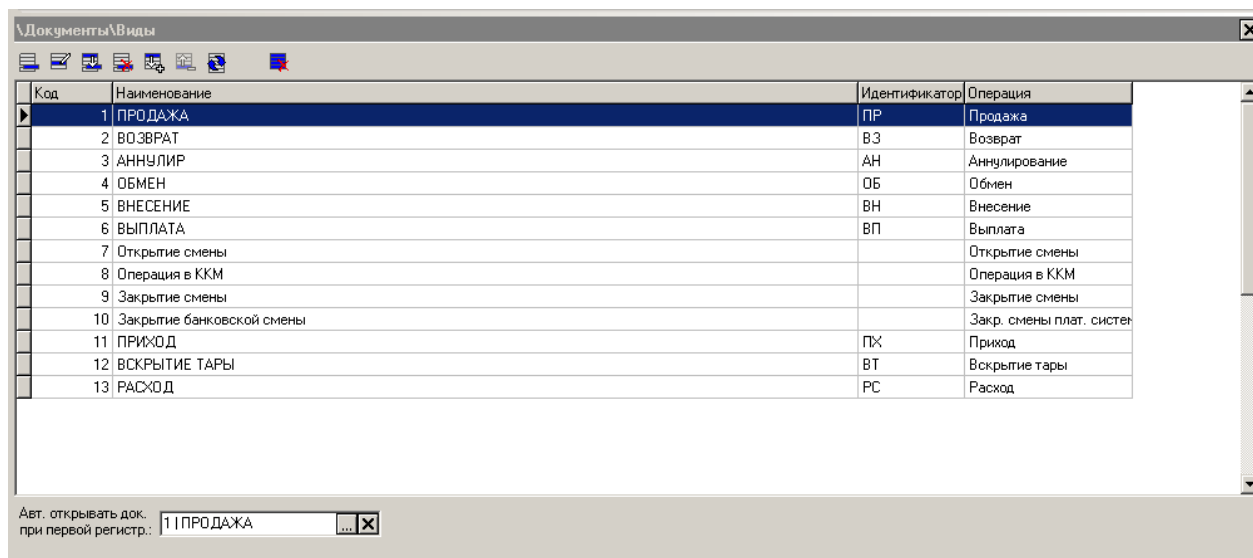 \Документы\Виды
Код Наименование Идентификатор Операция
1 ПРОДАЖА ПР Продажа
2 ВОЗВРАТ ВЗ Возврат
3 АННУЛИР АН Аннулирование
4 ОБМЕН ОБ Обмен
5 ВНЕСЕНИЕ ВН Внесение
6 ВЫПЛАТА ВП Выплата
7 Открытие смены Открытие смены
8 Операция в ККМ Операция в ККМ
9 Закрытие смены Закрытие смены
10 Закрытие банковской смены Закр. смены плат. систем
11 ПРИХОД ПХ Приход
12 ВСКРЫТИЕ ТАРЫ ВТ Вскрытие тары
13 РАСХОД РС Расход
Авт. открывать док.
при первой регистр.: 1 | ПРОДАЖА ...